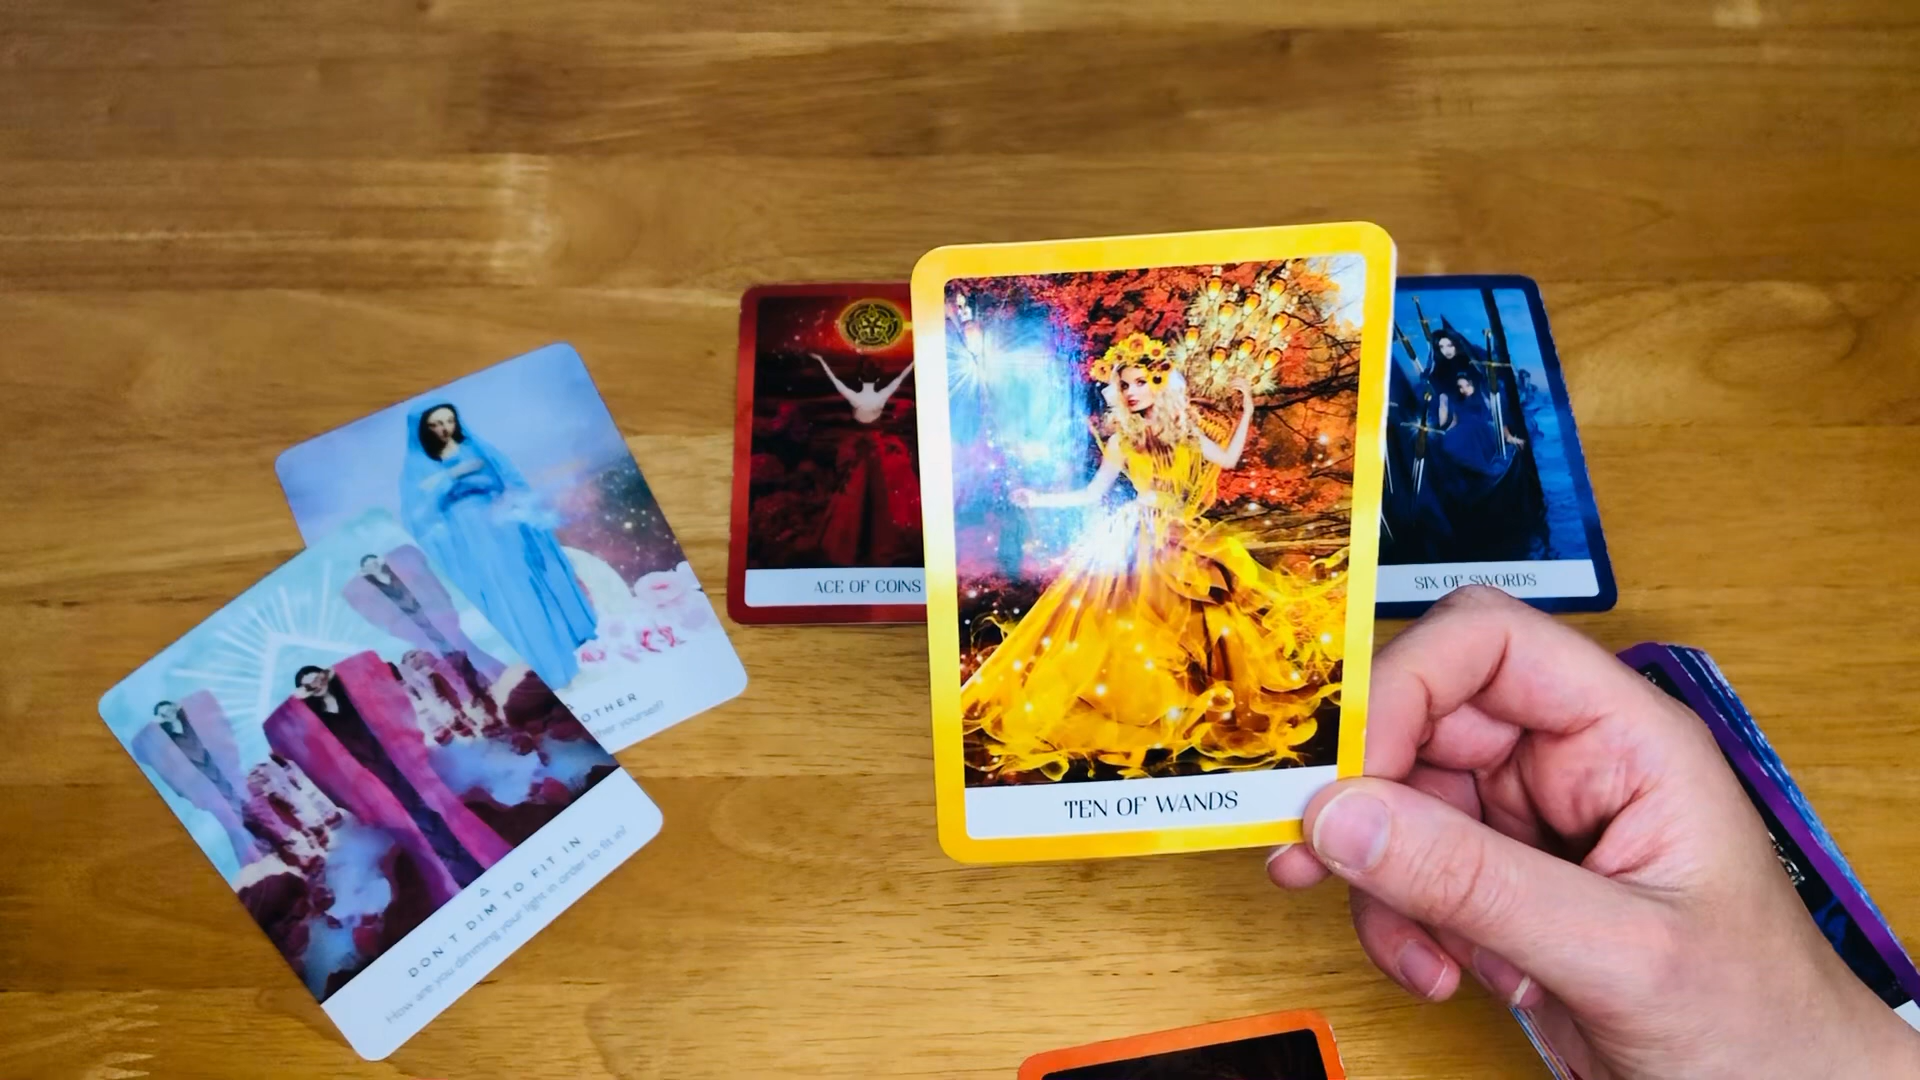 ACE OF COINS
TEN OF WANDS
SIX OF SWORDS
OTHER
yourself?
DON'T DIM TO FIT IN
How are you dimming your light in order to fit in?